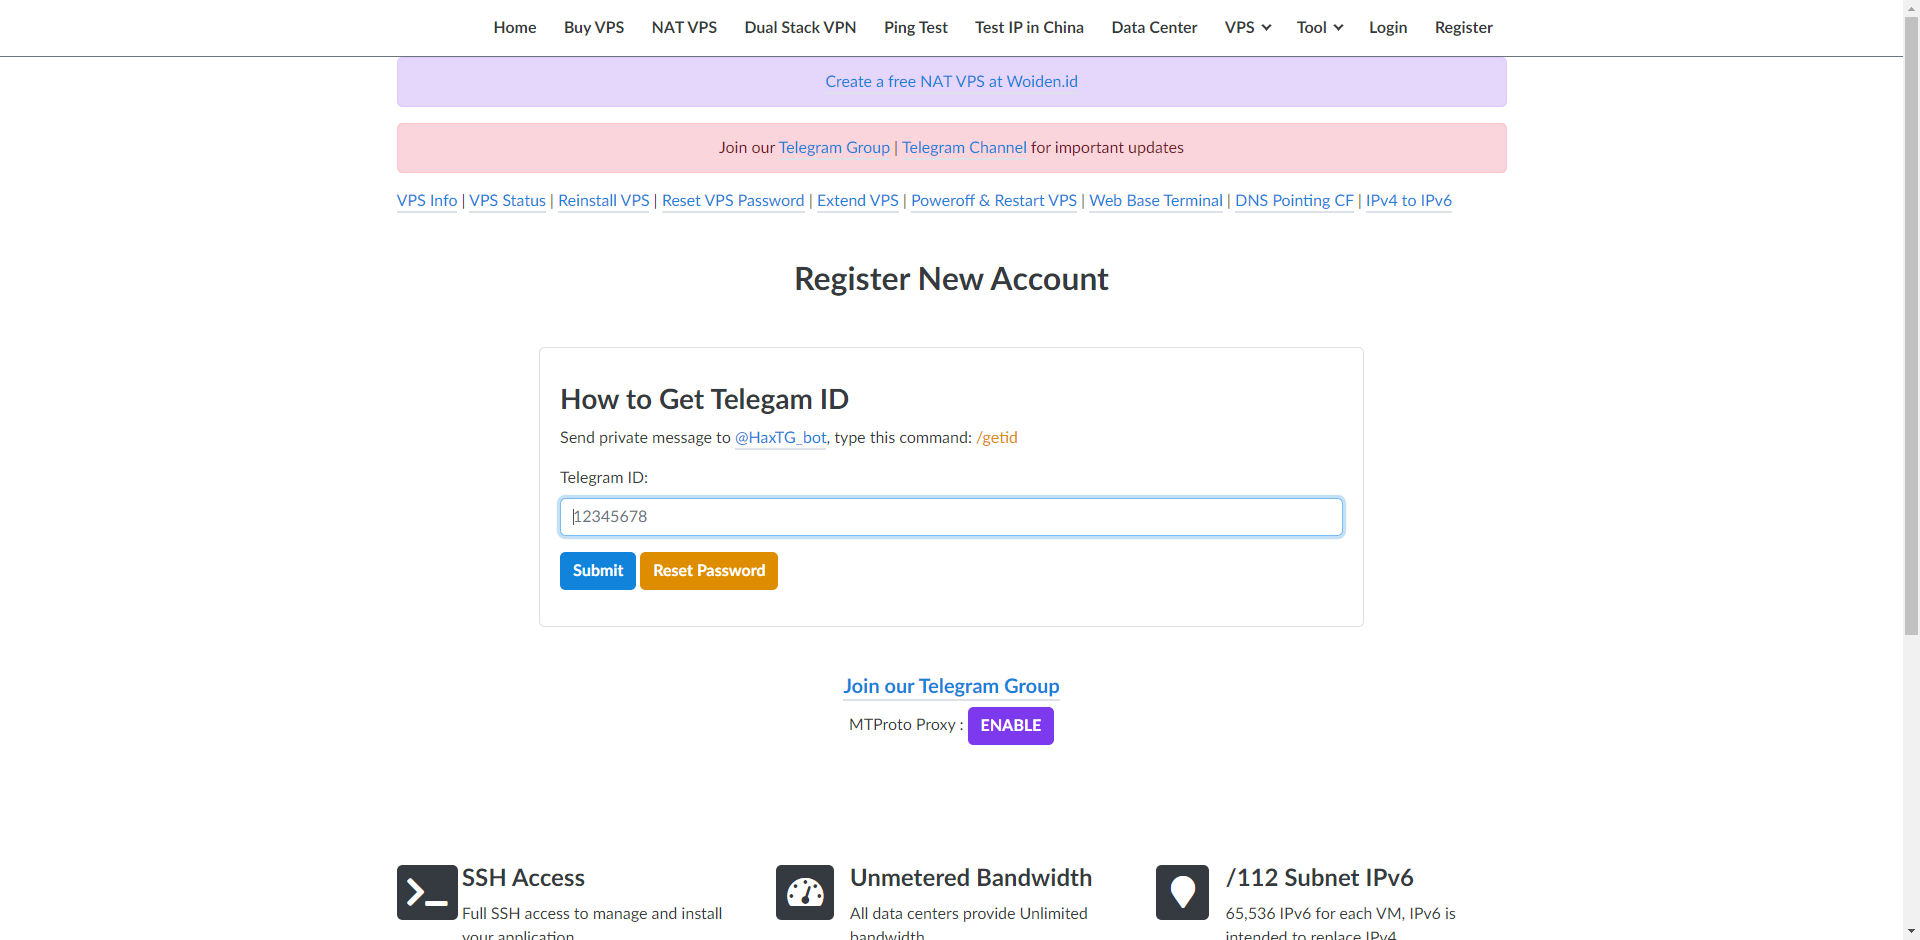 Home Buy VPS NAT VPS Dual Stack VPN Ping Test Test IP in China Data Center VPS Tool Login Register
Create a free NAT VPS at Woiden.id
Join our Telegram Group | Telegram Channel for important updates
VPS Info | VPS Status | Reinstall VPS | Reset VPS Password | Extend VPS | Poweroff & Restart VPS | Web Base Terminal | DNS Pointing CF | IPv4 to IPv6
Register New Account
How to Get Telegam ID
Send private message to @HaxTG_bot, type this command: /getid
Telegram ID:
12345678
Submit Reset Password
Join our Telegram Group
MTProto Proxy : ENABLE
SSH Access
Full SSH access to manage and install
your application
Unmetered Bandwidth
All data centers provide Unlimited
bandwidth
/112 Subnet IPv6
65,536 IPv6 for each VM, IPv6 is
intended to replace IPv4